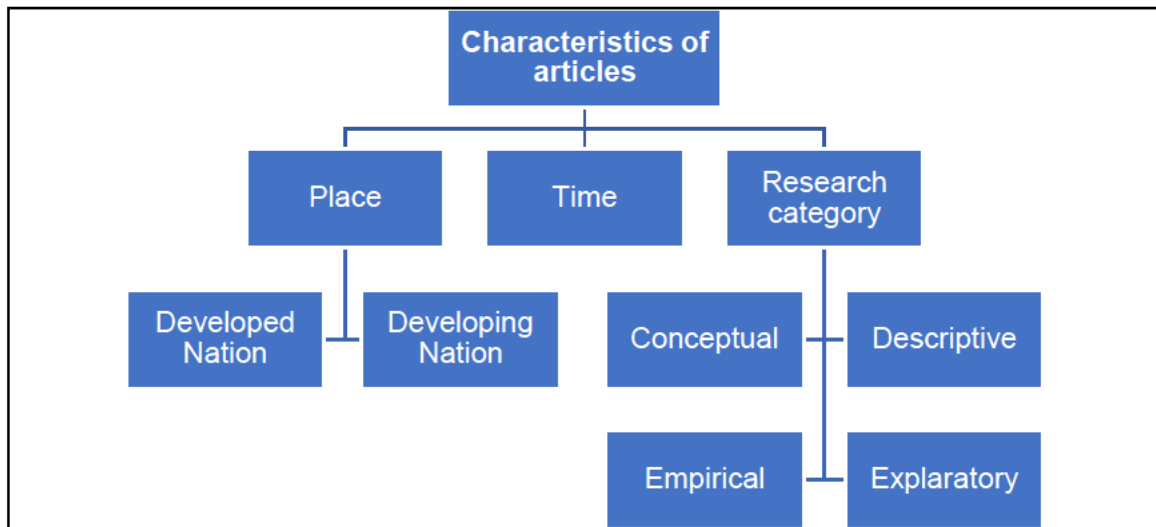 Characteristics of
articles
Place
Time
Research
category
Developed
Nation
Developing
Nation
Conceptual
Descriptive
Empirical
Explaratory